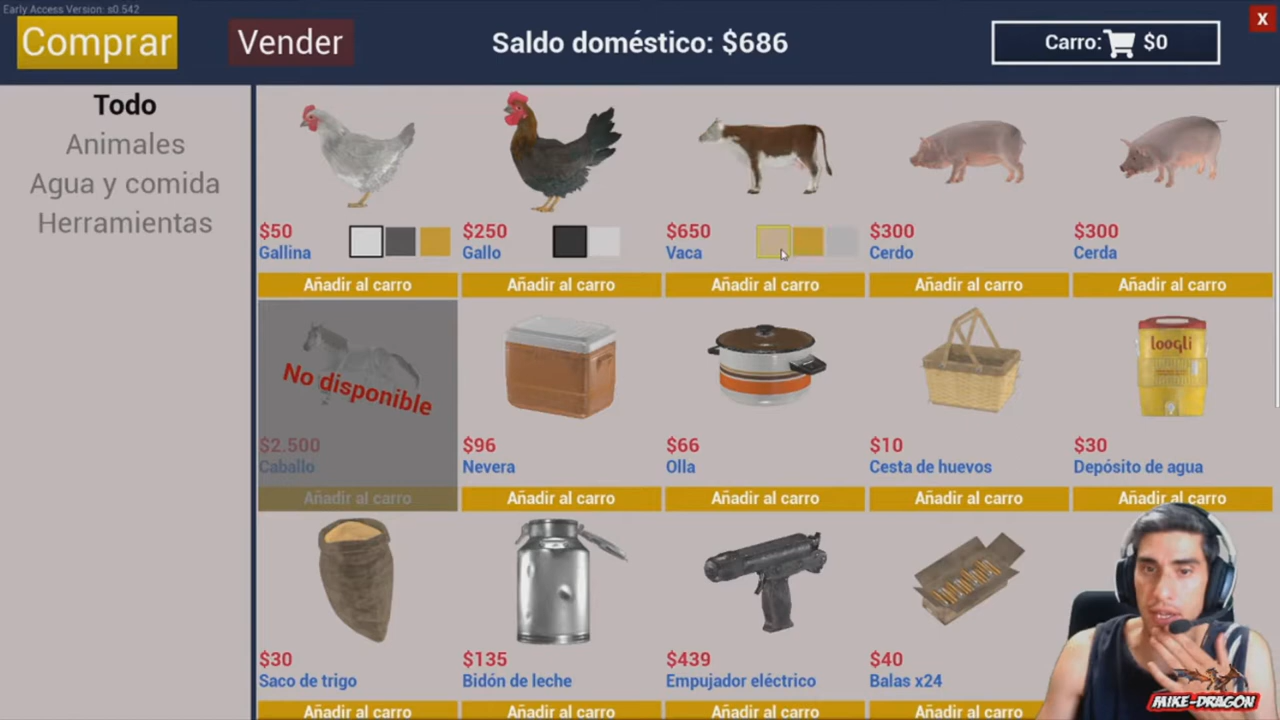 Early Access Version: s0.542
Comprar
Vender
Saldo doméstico: $686
Carro: $0
X
Todo
Animales
Agua y comida
Herramientas
$50
Gallina
Añadir al carro
$250
Gallo
Añadir al carro
$650
Vaca
Añadir al carro
$300
Cerdo
Añadir al carro
$300
Cerda
Añadir al carro
No disponible
$2.500
Caballo
Añadir al carro
$96
Nevera
Añadir al carro
$66
Olla
Añadir al carro
$10
Cesta de huevos
Añadir al carro
loogli
$30
Depósito de agua
Añadir al carro
$30
Saco de trigo
Añadir al carro
$135
Bidón de leche
Añadir al carro
$439
Empujador eléctrico
Añadir al carro
$40
Balas x24
Añadir al carro
MIKE-DRAGON